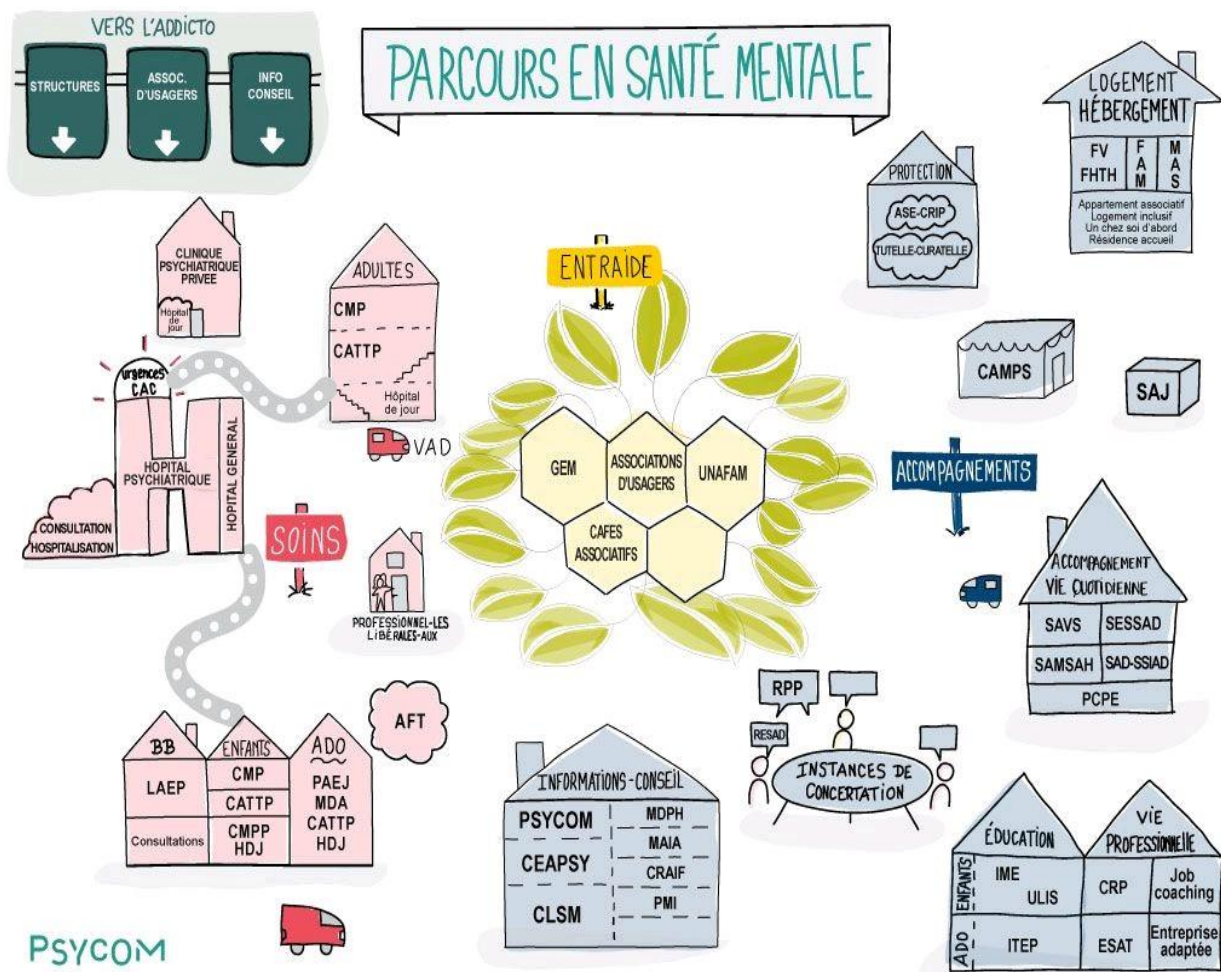 VERS L'ADDICTO
STRUCTURES
ASSOC.
D'USAGERS
INFO
CONSEIL
PARCOURS EN SANTÉ MENTALE
LOGEMENT
HÉBERGEMENT
FV
FHTH
FAM
MAS
Appartement associatif
Logement inclusif
Un chez soi d'abord
Résidence accueil
PROTECTION
ASE-CRIP
TUTELLE-CURATELLE
CLINIQUE
PSYCHIATRIQUE
PRIVEE
Hôpital
de
jour
ADULTES
CMP
CATTP
Hôpital
de jour
VAD
ENTRAIDE
urgences
CAC
HOPITAL
PSYCHIATRIQUE
HOPITAL GENERAL
CONSULTATION
HOSPITALISATION
SOINS
PROFESSIONNEL-LES
LIBÉRALES-AUX
GEM
ASSOCIATIONS
D'USAGERS
UNAFAM
CAFES
ASSOCIATIFS
CAMPS
SAJ
ACCOMPAGNEMENTS
ACCOMPAGNEMENT
VIE QUOTIDIENNE
SAVS
SESSAD
SAMSAH
SAD-SSIAD
PCPE
AFT
BB
LAEP
Consultations
ENFANTS
CMP
CATTP
CMPP
HDJ
ADO
PAEJ
MDA
CATTP
HDJ
INFORMATIONS-CONSEIL
PSYCOM
CEAPSY
CLSM
MDPH
MAIA
CRAIF
PMI
RPP
RESAD
INSTANCES DE
CONCERTATION
ÉDUCATION
ENFANTS
IME
ULIS
ADO
ITEP
VIE
PROFESSIONNELLE
CRP
Job
coaching
ESAT
Entreprise
adaptée
PSYCOM